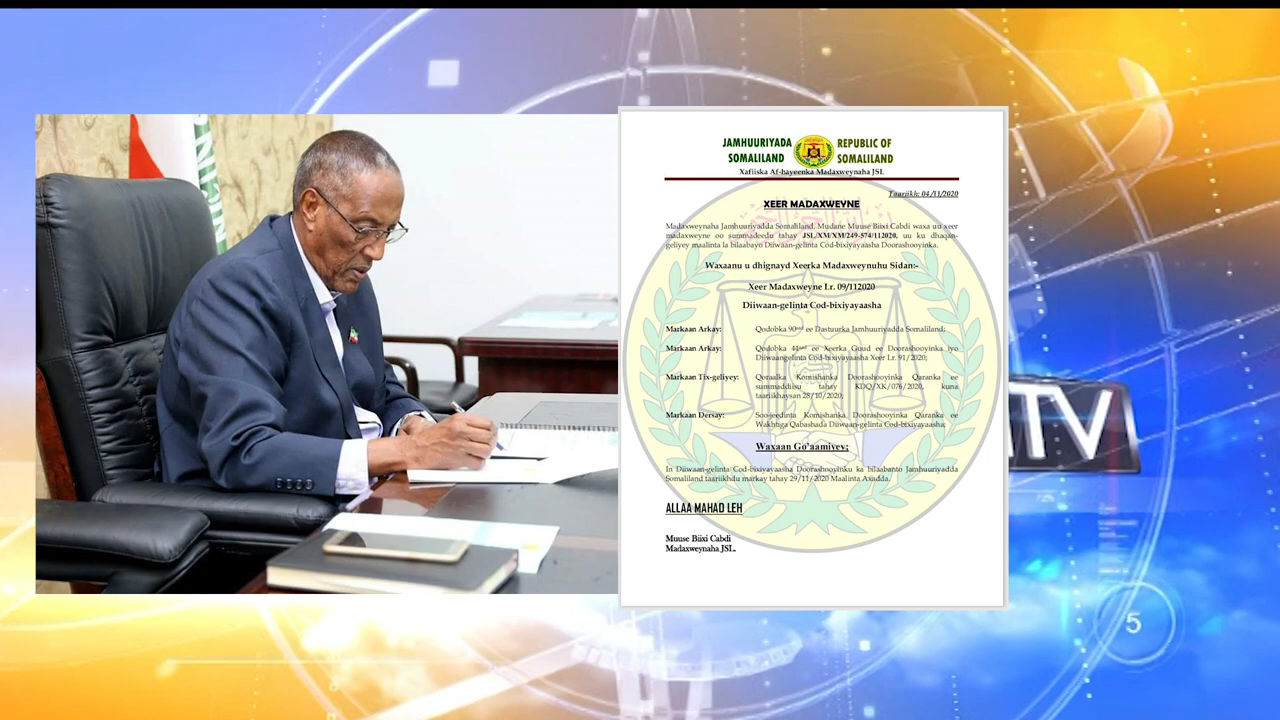 JAMHUURIYADA SOMALILAND
REPUBLIC OF SOMALILAND
Xafiiska Af-hayeenka Madaxweynaha JSL
Taariikh: 04/11/2020
XEER MADAXWEYNE
Madaxweynaha Jamhuuriyadda Somaliland, Mudane Muuse Biixi Cabdi waxa uu xeer
madaxweyne oo summadeedu tahay JSL/XM/XM/249-574/112020, uu ku dhaqan-
geliyey maalinta la bilaabayo Diiwaan-gelinta Cod-bixiyayaasha Doorashooyinka.
Waxaanu u dhignayd Xeerka Madaxweynuhu Sidan:-
Xeer Madaxweyne Lr. 09/112020
Diiwaan-gelinta Cod-bixiyayaasha
Markaan Arkay: Qodobka 90aad ee Dastuurka Jamhuuriyadda Somaliland;
Markaan Arkay: Qodobka 44aad ee Xeerka Guud ee Doorashooyinka iyo
Diiwaangelinta Cod-bixiyayaasha Xeer Lr. 91/2020;
Markaan Tix-geliyey: Qoraalka Komishanka Doorashooyinka Qaranka ee
summaddiisu tahay KDQ/XK/076/2020, kuna
taariikhaysan 28/10/2020;
Markaan Dersay: Soo-jeedinta Komishanka Doorashooyinka Qaranka ee
Wakhtiga Qabashada Diiwaan-gelinta Cod-bixiyayaasha;
Waxaan Go'aamiyey;
In Diiwaan-gelinta Cod-bixiyayaasha Doorashooyinku ka bilaabanto Jamhuuriyadda
Somaliland taariikhdu markay tahay 29/11/2020 Maalinta Axadda.
ALLAA MAHAD LEH
Muuse Biixi Cabdi
Madaxweynaha JSL.
TV
5